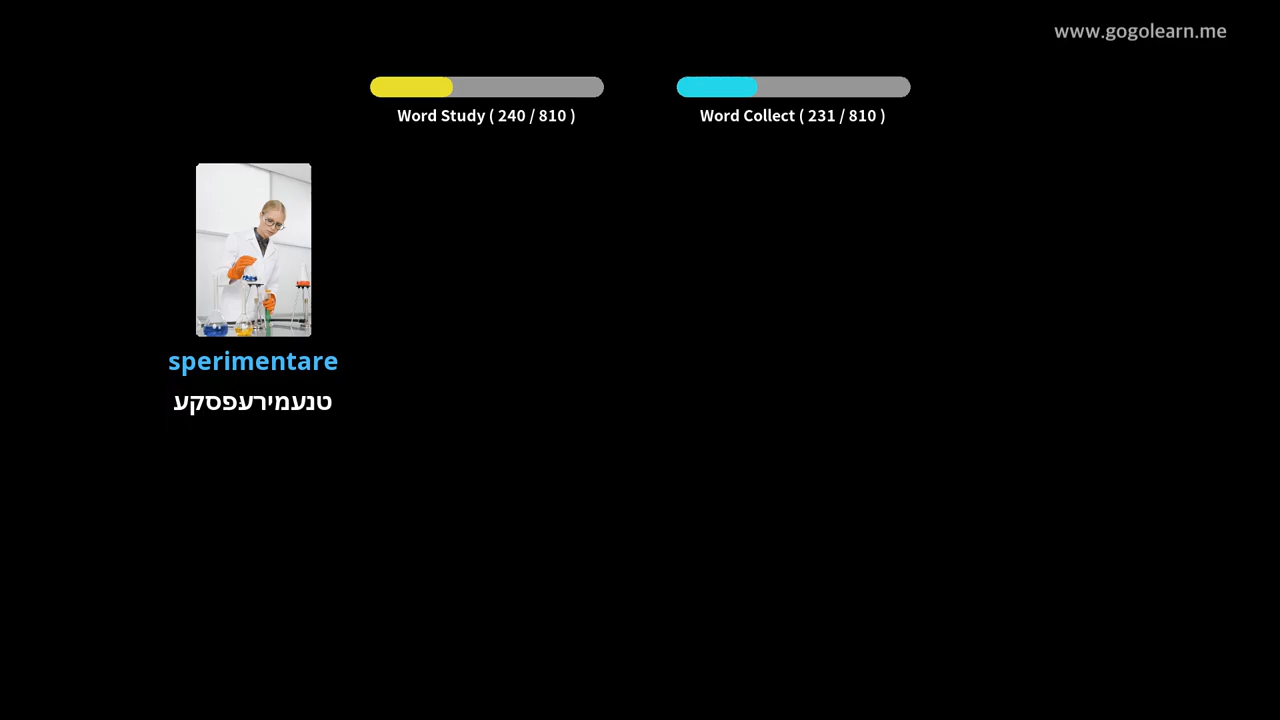 www.gogolearn.me
Word Study ( 240 / 810 )
Word Collect ( 231 / 810 )
sperimentare
טנעמירעפסקע